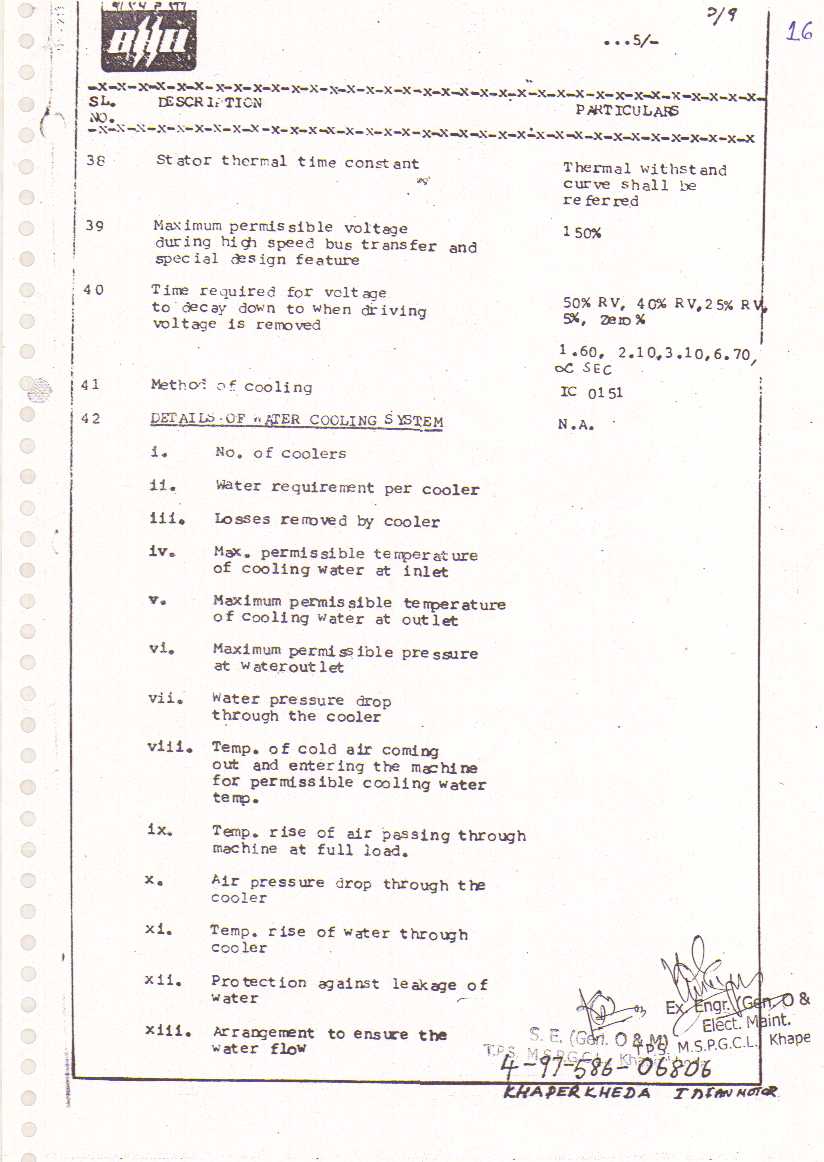 5/9
16
...5/-
-X-X-X-X-X-X-X-X-X-X-X-X-X-X-X-X-X-X-X-X-X-X-X-X-X-X-X-X-X-X-X-X-X-X-X-
SL. DESCRIPTION PARTICULARS
NO.
-X-X-X-X-X-X-X-X-X-X-X-X-X-X-X-X-X-X-X-X-X-X-X-X-X-X-X-X-X-X-X-X-X-X-X
38 Stator thermal time constant Thermal withstand
curve shall be
referred
39 Maximum permissible voltage 150%
during high speed bus transfer and
special design feature
40 Time required for voltage
to decay down to when driving 50% RV, 40% RV, 25% RV,
voltage is removed 5%, Zero %
1.60, 2.10,3.10,6.70,
∝ SEC
41 Method of cooling IC 0151
42 DETAILS OF WATER COOLING SYSTEM N.A.
i. No. of coolers
ii. Water requirement per cooler
iii. Losses removed by cooler
iv. Max. permissible temperature
of cooling water at inlet
v. Maximum permissible temperature
of cooling water at outlet
vi. Maximum permissible pressure
at wateroutlet
vii. Water pressure drop
through the cooler
viii. Temp. of cold air coming
out and entering the machine
for permissible cooling water
temp.
ix. Temp. rise of air passing through
machine at full load.
x. Air pressure drop through the
cooler
xi. Temp. rise of water through
cooler
xii. Protection against leakage of
water
xiii. Arrangement to ensure the
water flow
Ex. Engr. (Gen. O &
Elect. Maint.
T.P.S. M.S.P.G.C.L. Khape
S. E. (Gen. O & M)
T.P.S. M.S.P.G.C.L.
4-97-586-06806
KHAPERKHEDA ID FAN MOTOR